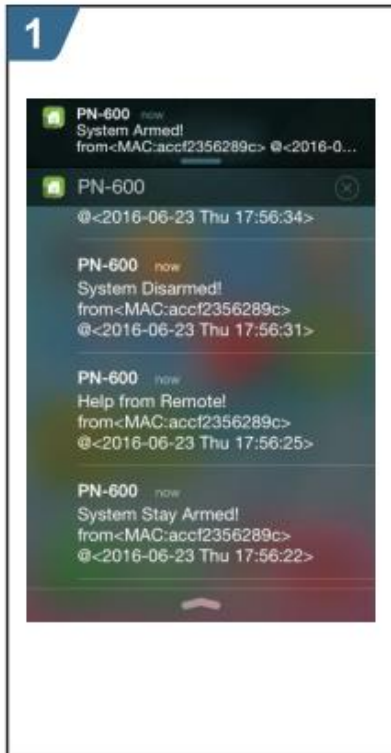 1
PN-600 now
System Armed!
from<MAC:accf2356289c> @<2016-0...
PN-600
@<2016-06-23 Thu 17:56:34>
PN-600 now
System Disarmed!
from<MAC:accf2356289c>
@<2016-06-23 Thu 17:56:31>
PN-600 now
Help from Remote!
from<MAC:accf2356289c>
@<2016-06-23 Thu 17:56:25>
PN-600 now
System Stay Armed!
from<MAC:accf2356289c>
@<2016-06-23 Thu 17:56:22>